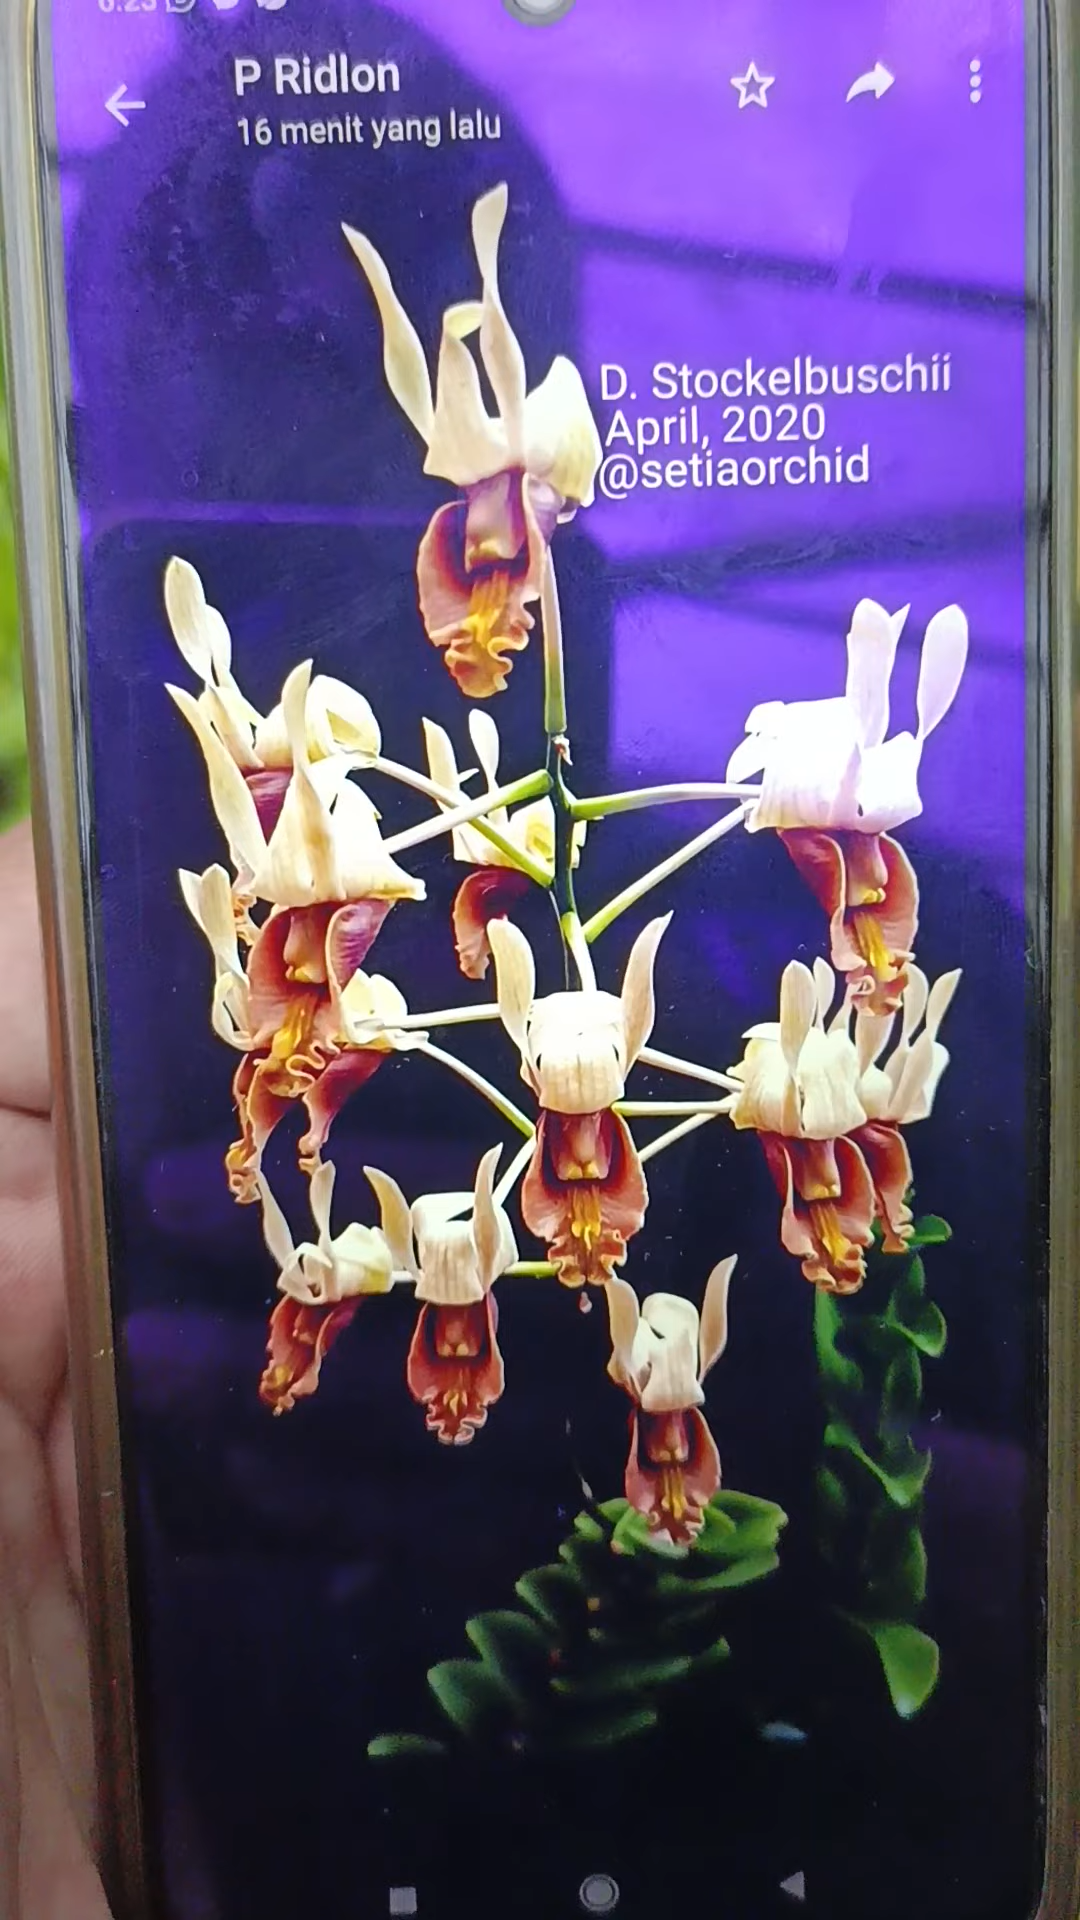 P Ridlon
16 menit yang lalu
D. Stockelbuschii
April, 2020
@setiaorchid